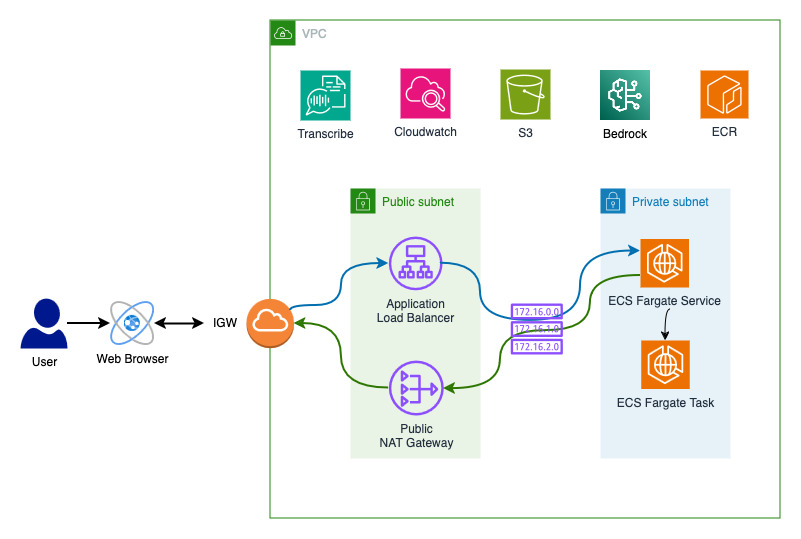 VPC
Transcribe
Cloudwatch
S3
Bedrock
ECR
Public subnet
Private subnet
Application
Load Balancer
ECS Fargate Service
172.16.0.0
172.16.1.0
172.16.2.0
User
Web Browser
IGW
ECS Fargate Task
Public
NAT Gateway